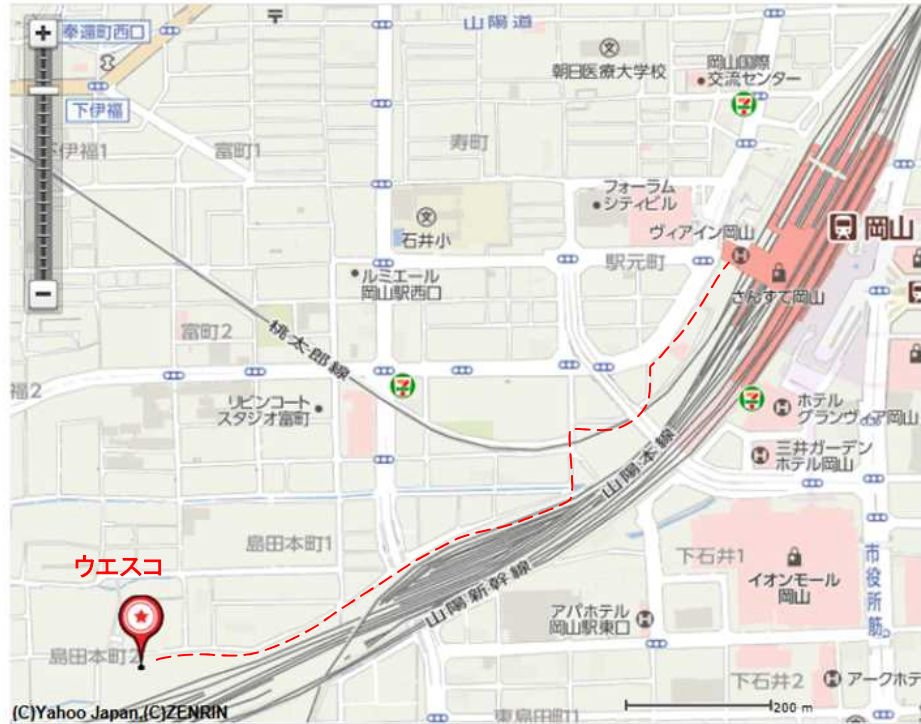 奉還町西口
山陽道
岡山国際
交流センター
朝日医療大学校
下伊福
下伊福1
富町1
寿町
フォーラム
シティビル
石井小
ヴィアイン岡山
岡山
駅元町
ルミエール
岡山駅西口
さんすて岡山
富町2
桃太郎線
福2
リビンコート
スタジオ富町
ホテル
グランヴィア岡山
山陽本線
三井ガーデン
ホテル岡山
島田本町1
下石井1
イオンモール
岡山
市役所筋
ウエスコ
山陽新幹線
アパホテル
岡山駅東口
島田本町2
下石井2
アークホテ
200 m
東島田町
(C)Yahoo Japan,(C)ZENRIN